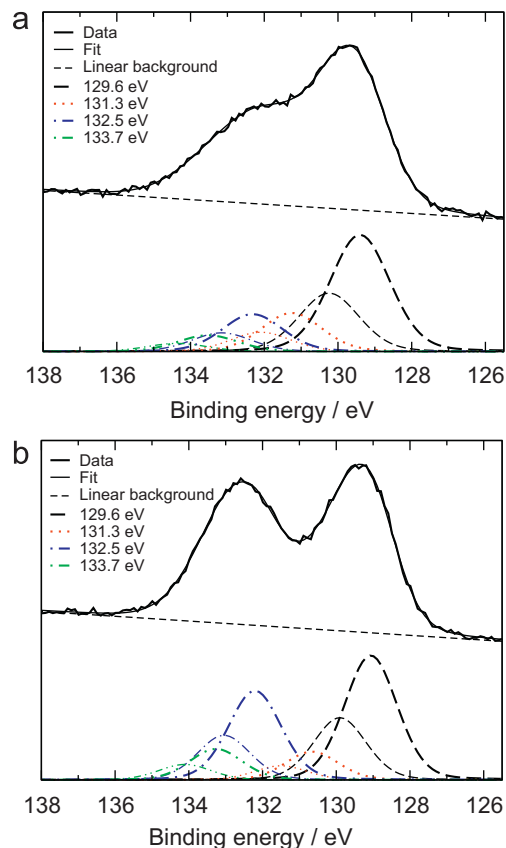 a
Data
Fit
Linear background
129.6 eV
131.3 eV
132.5 eV
133.7 eV
138 136 134 132 130 128 126
Binding energy / eV
b
Data
Fit
Linear background
129.6 eV
131.3 eV
132.5 eV
133.7 eV
138 136 134 132 130 128 126
Binding energy / eV